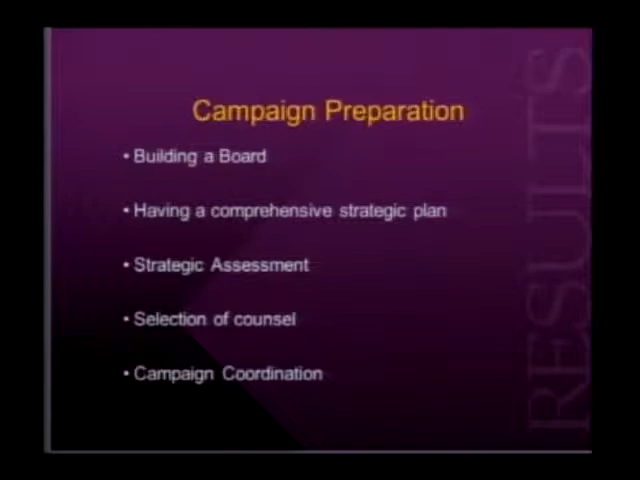 Campaign Preparation
• Building a Board
• Having a comprehensive strategic plan
• Strategic Assessment
• Selection of counsel
• Campaign Coordination
RESULTS